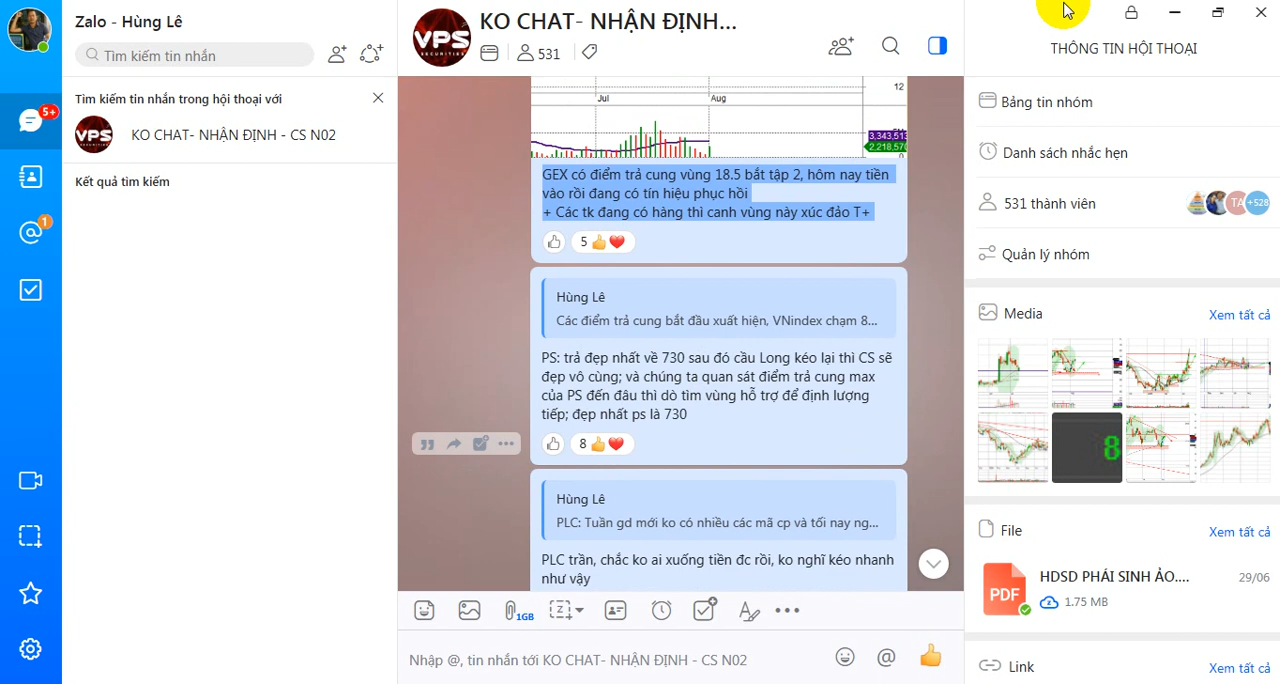 Zalo - Hùng Lê
Tìm kiếm tin nhắn
5+
1
Tìm kiếm tin nhắn trong hội thoại với
VPS
KO CHAT- NHẬN ĐỊNH - CS N02
Kết quả tìm kiếm
VPS
SECURITIES
KO CHAT- NHẬN ĐỊNH...
531
12
Jul
Aug
3,343,513
2,218,570
0
GEX có điểm trả cung vùng 18.5 bắt tập 2, hôm nay tiền
vào rồi đang có tín hiệu phục hồi
+ Các tk đang có hàng thì canh vùng này xúc đảo T+
5
Hùng Lê
Các điểm trả cung bắt đầu xuất hiện, VNindex chạm 8...
PS: trả đẹp nhất về 730 sau đó cầu Long kéo lại thì CS sẽ
đẹp vô cùng; và chúng ta quan sát điểm trả cung max
của PS đến đâu thì dò tìm vùng hỗ trợ để định lượng
tiếp; đẹp nhất ps là 730
8
Hùng Lê
PLC: Tuần gd mới ko có nhiều các mã cp và tối nay ng...
PLC trần, chắc ko ai xuống tiền đc rồi, ko nghĩ kéo nhanh
như vậy
1GB
Nhập @, tin nhắn tới KO CHAT- NHẬN ĐỊNH - CS N02
THÔNG TIN HỘI THOẠI
Bảng tin nhóm
Danh sách nhắc hẹn
531 thành viên
TA
+528
Quản lý nhóm
Media
Xem tất cả
8
File
Xem tất cả
PDF
HDSD PHÁI SINH ẢO....
29/06
1.75 MB
Link
Xem tất cả